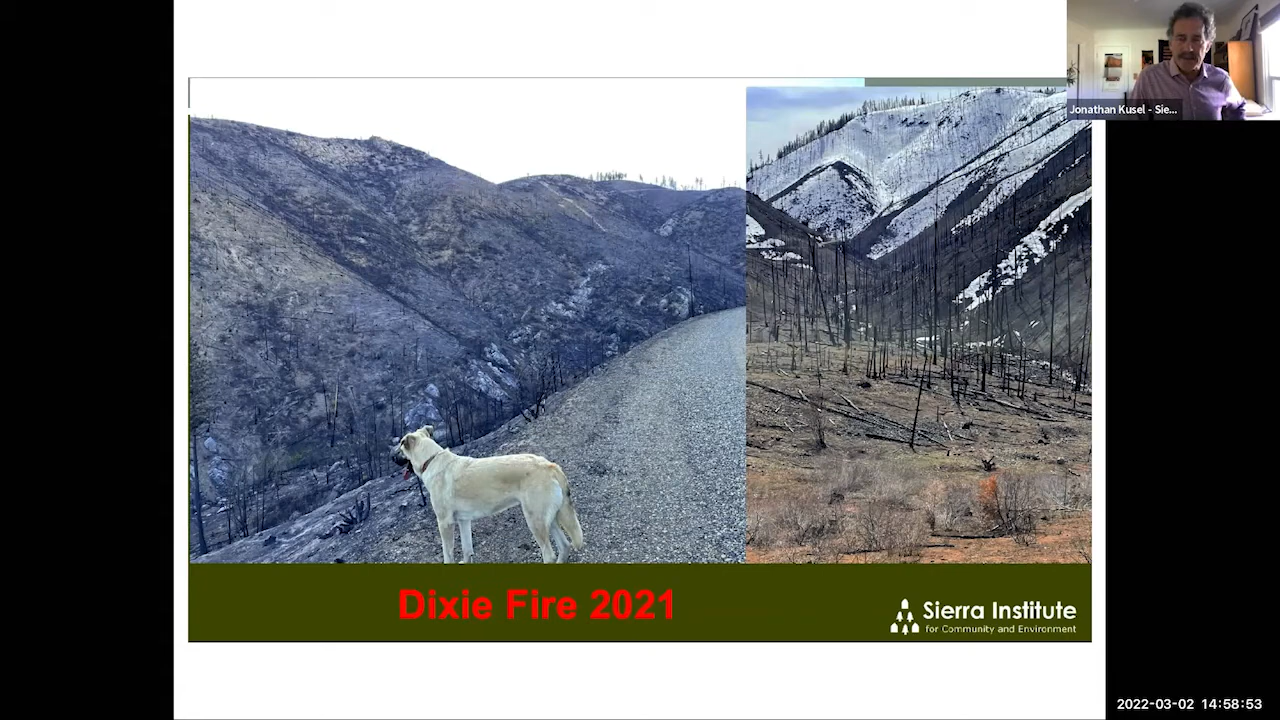 Jonathan Kusel - Sie...
Dixie Fire 2021
Sierra Institute
for Community and Environment
2022-03-02 14:58:53